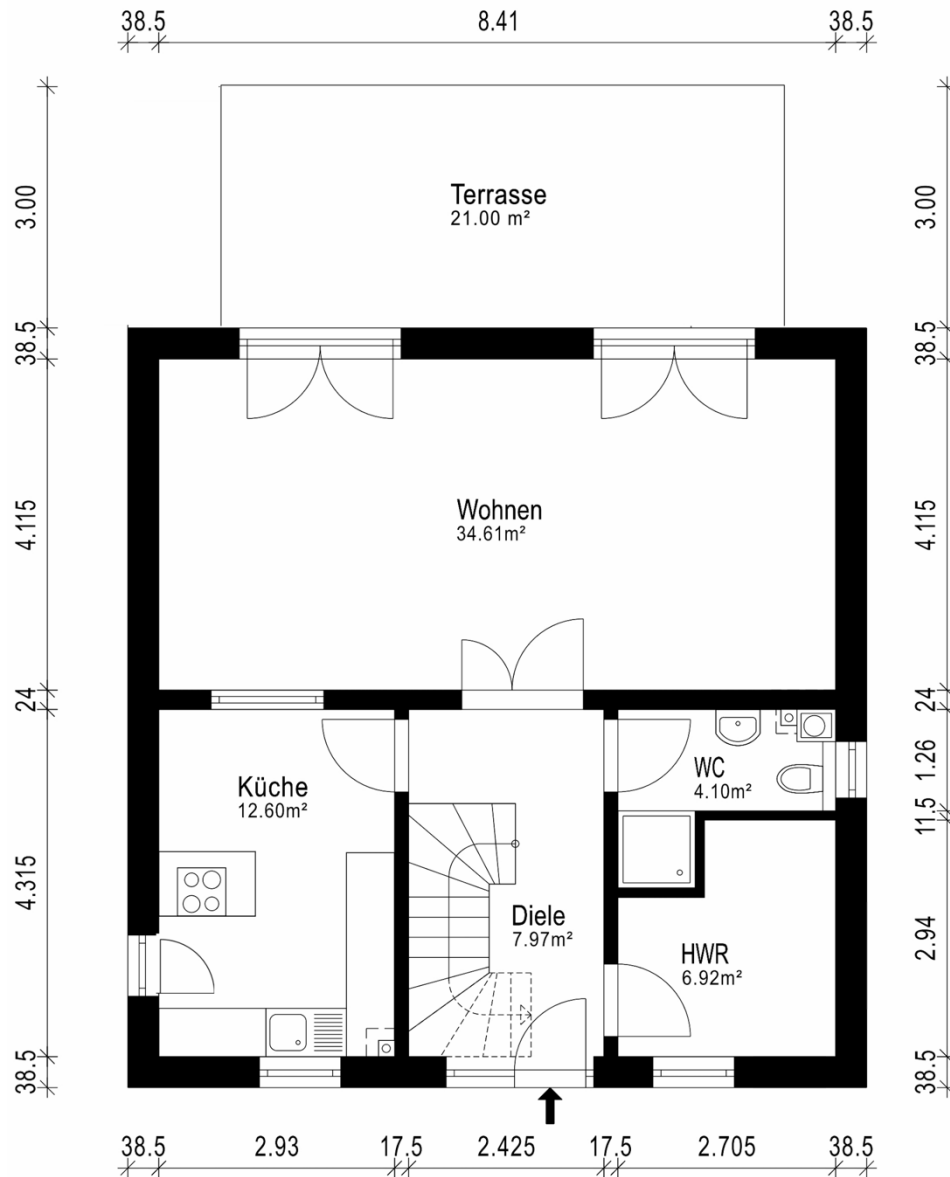 38.5 8.41 38.5
3.00
3.00
Terrasse
21.00 m²
38.5
38.5
4.115
4.115
Wohnen
34.61m²
24
24
Küche
12.60m²
WC
4.10m²
1.26
11.5
4.315
Diele
7.97m²
HWR
6.92m²
2.94
38.5
38.5
38.5 2.93 17.5 2.425 17.5 2.705 38.5